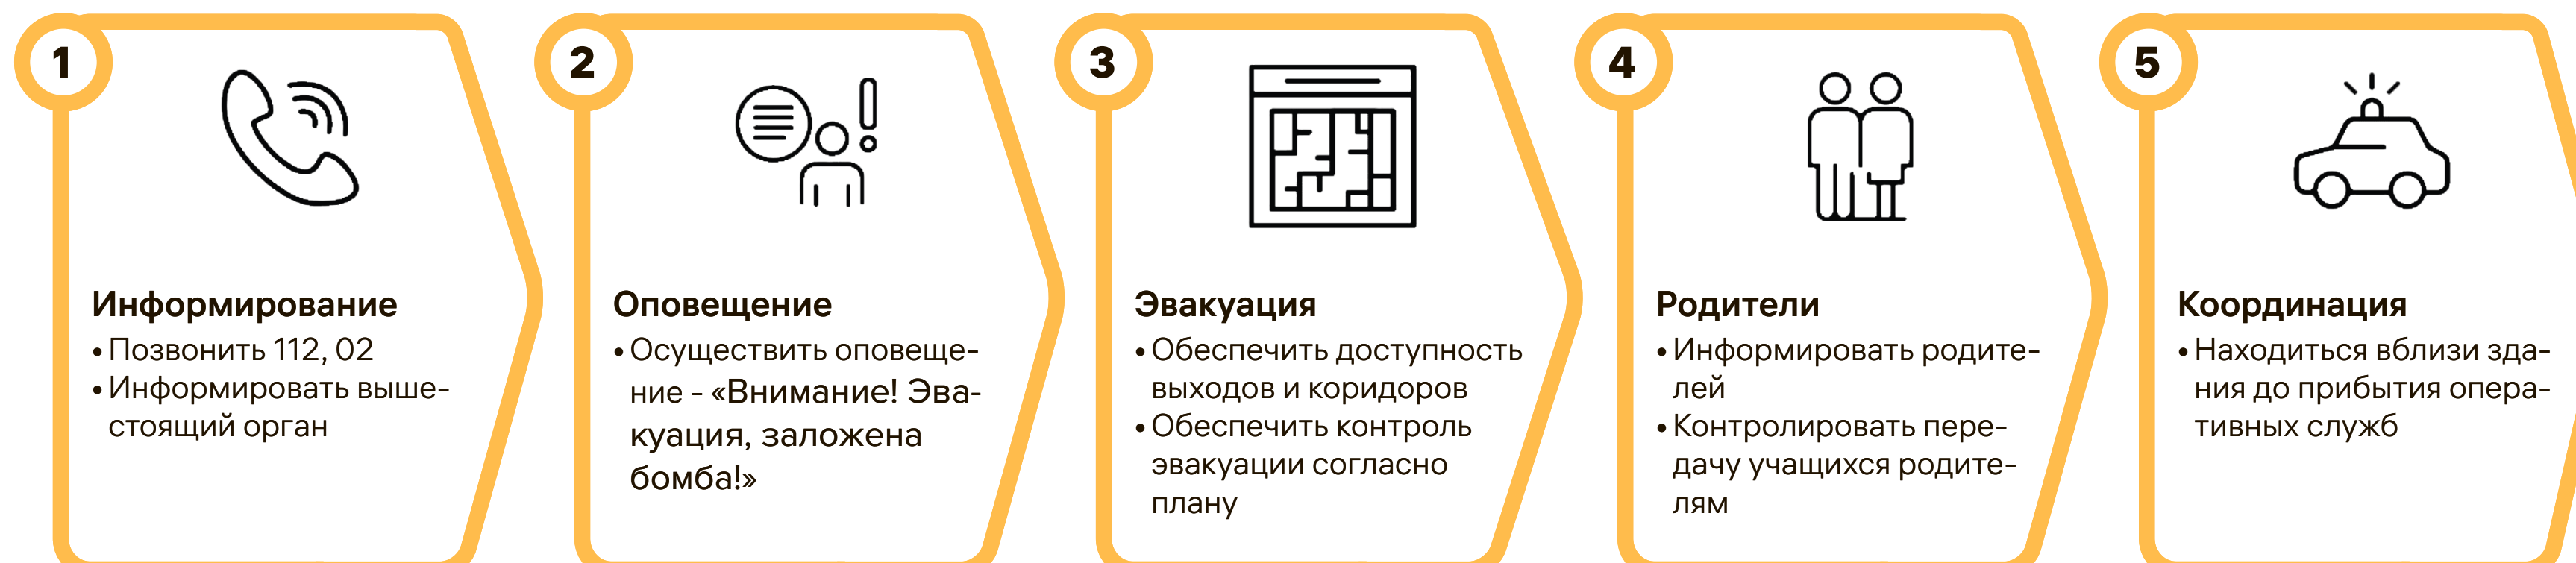 1
Информирование
• Позвонить 112, 02
• Информировать выше-
стоящий орган
2
Оповещение
• Осуществить оповеще-
ние - «Внимание! Эва-
куация, заложена
бомба!»
3
Эвакуация
• Обеспечить доступность
выходов и коридоров
• Обеспечить контроль
эвакуации согласно
плану
4
Родители
• Информировать родите-
лей
• Контролировать пере-
дачу учащихся родите-
лям
5
Координация
• Находиться вблизи зда-
ния до прибытия опера-
тивных служб